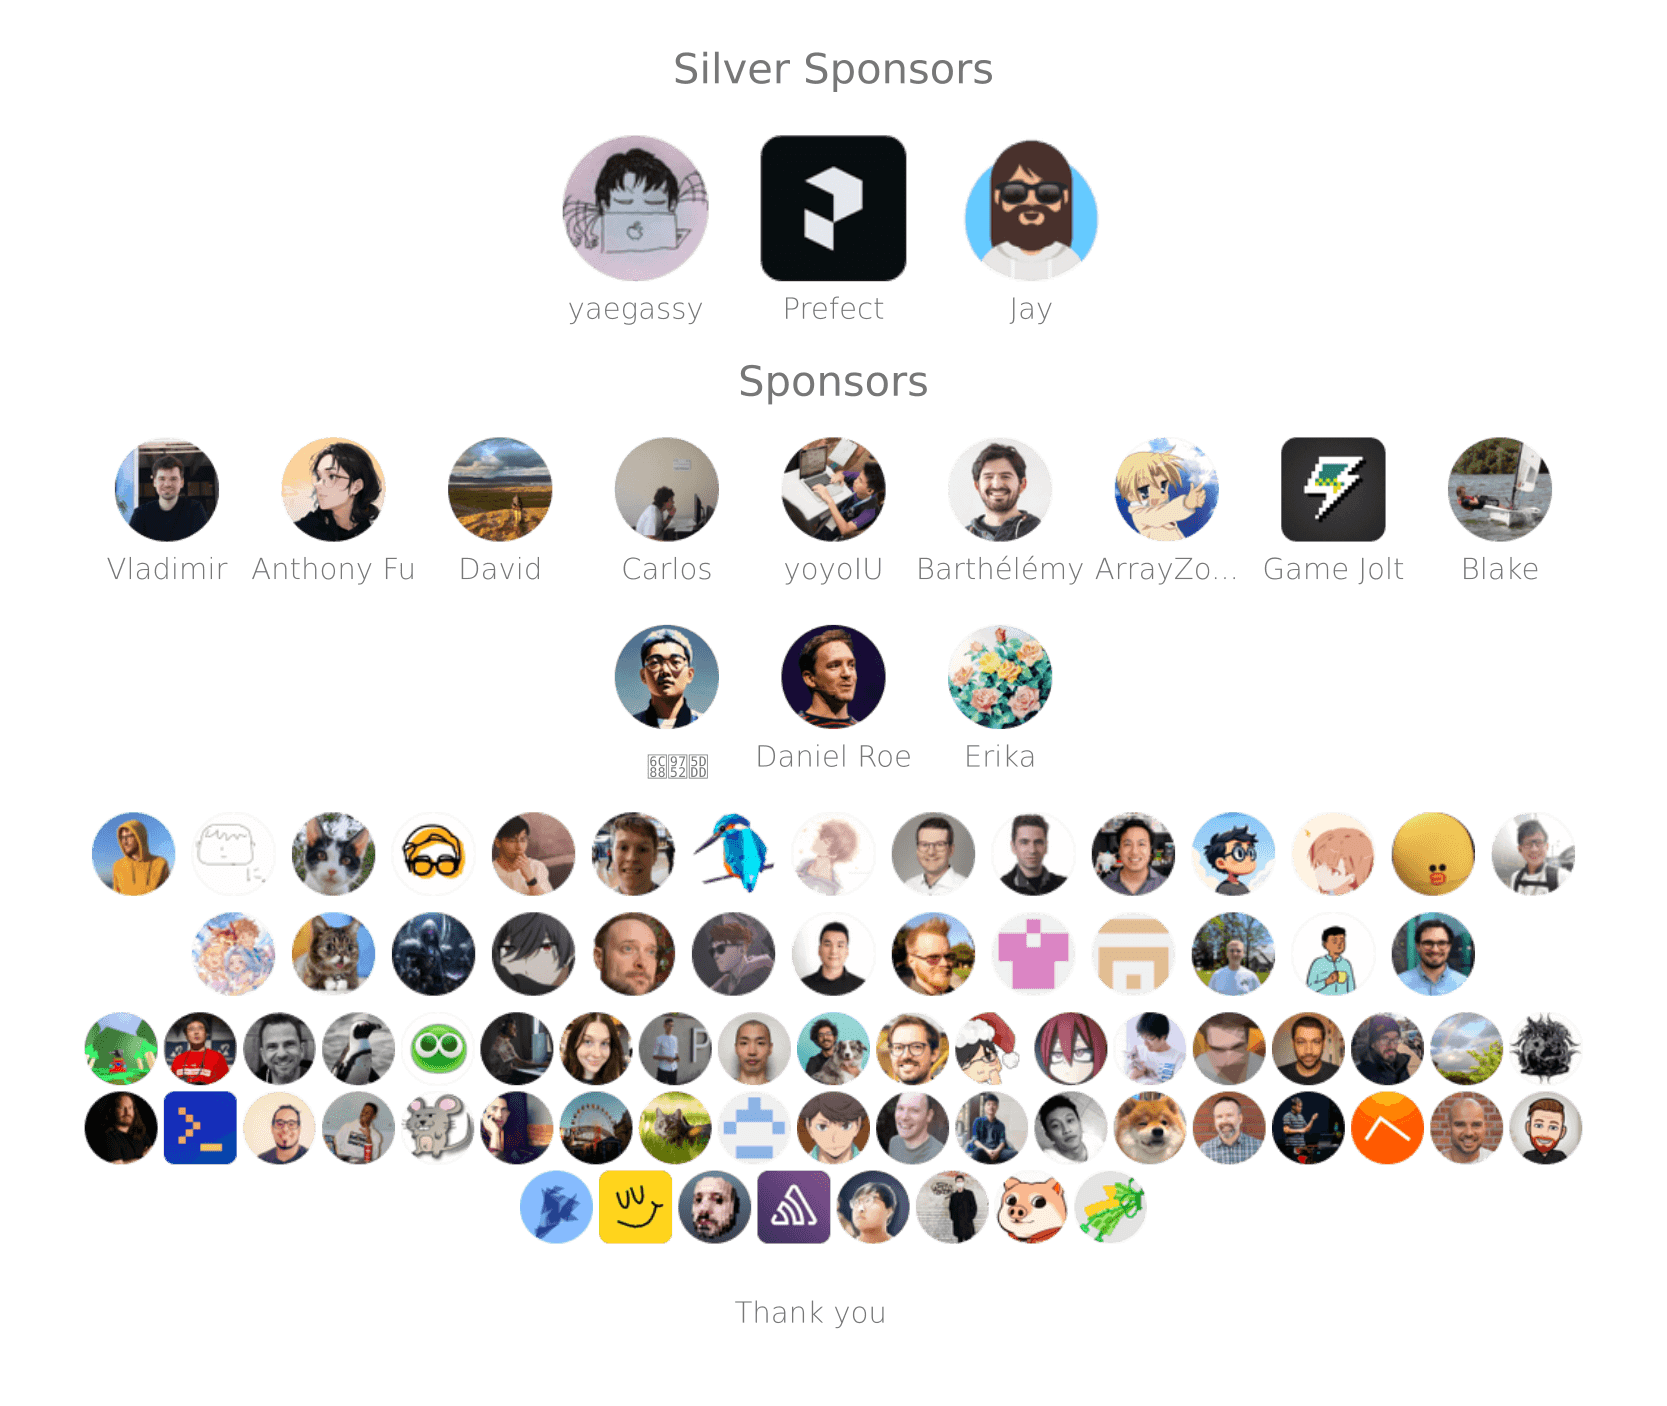 Silver Sponsors
yaegassy Prefect Jay
Sponsors
Vladimir Anthony Fu David Carlos yoyoIU Barthélémy ArrayZo... Game Jolt Blake
Daniel Roe Erika
Thank you